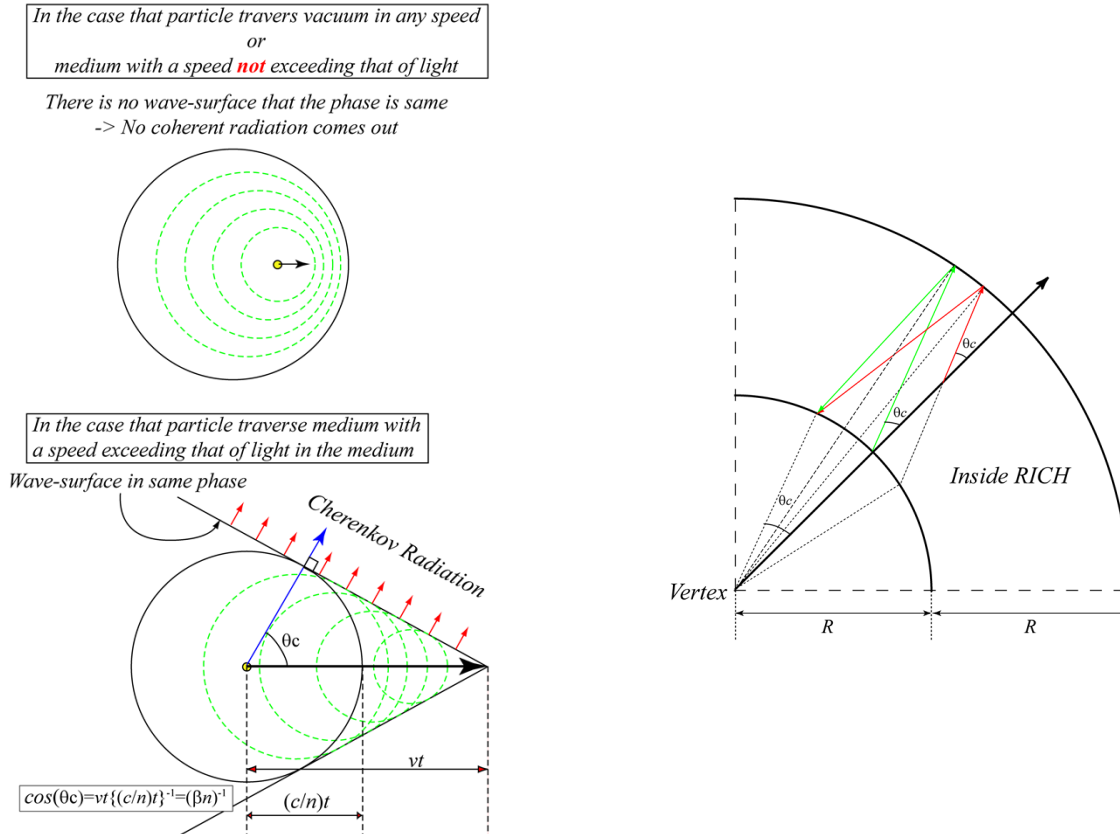 In the case that particle travers vacuum in any speed
or
medium with a speed not exceeding that of light
There is no wave-surface that the phase is same
-> No coherent radiation comes out
In the case that particle traverse medium with
a speed exceeding that of light in the medium
Wave-surface in same phase
Cherenkov Radiation
θc
vt
(c/n)t
cos(θc)=vt{(c/n)t}⁻¹=(βn)⁻¹
θc
θc
θc
Inside RICH
Vertex
R
R